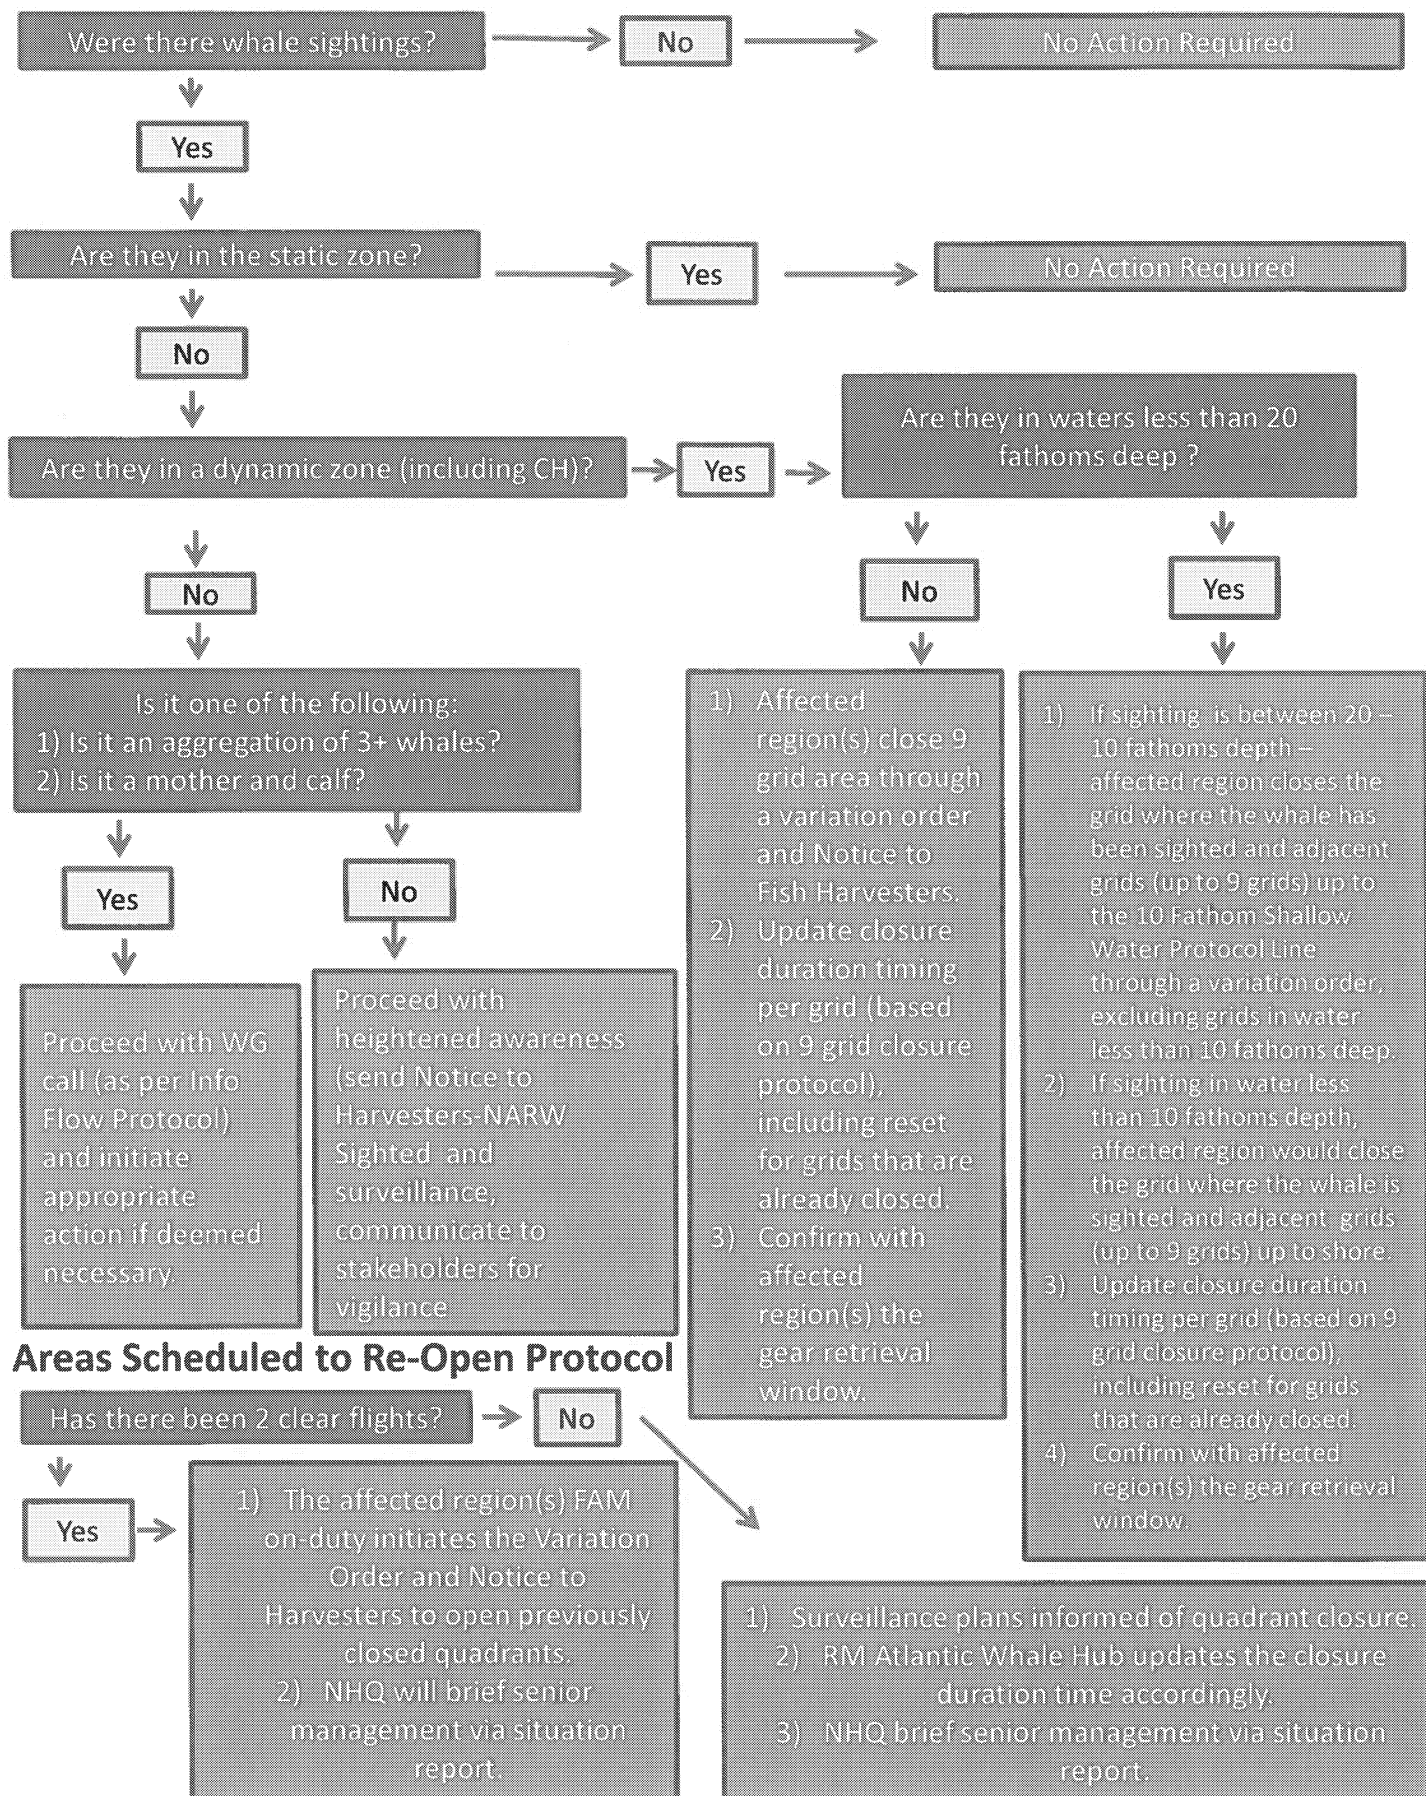 Were there whale sightings?
No
No Action Required
Yes
Are they in the static zone?
Yes
No Action Required
No
Are they in a dynamic zone (including CH)?
Yes
Are they in waters less than 20
fathoms deep ?
No
Is it one of the following:
1) Is it an aggregation of 3+ whales?
2) Is it a mother and calf?
Yes
Proceed with WG
call (as per Info
Flow Protocol)
and initiate
appropriate
action if deemed
necessary.
No
Proceed with
heightened awareness
(send Notice to
Harvesters-NARW
Sighted and
surveillance,
communicate to
stakeholders for
vigilance
No
1) Affected
region(s) close 9
grid area through
a variation order
and Notice to
Fish Harvesters.
2) Update closure
duration timing
per grid (based
on 9 grid closure
protocol),
including reset
for grids that are
already closed.
3) Confirm with
affected
region(s) the
gear retrieval
window.
Yes
1) If sighting is between 20 –
10 fathoms depth –
affected region closes the
grid where the whale has
been sighted and adjacent
grids (up to 9 grids) up to
the 10 Fathom Shallow
Water Protocol Line
through a variation order,
excluding grids in water
less than 10 fathoms deep.
2) If sighting in water less
than 10 fathoms depth,
affected region would close
the grid where the whale is
sighted and adjacent grids
(up to 9 grids) up to shore.
3) Update closure duration
timing per grid (based on 9
grid closure protocol),
including reset for grids
that are already closed.
4) Confirm with affected
region(s) the gear retrieval
window.
Areas Scheduled to Re-Open Protocol
Has there been 2 clear flights?
No
Yes
1) The affected region(s) FAM
on-duty initiates the Variation
Order and Notice to
Harvesters to open previously
closed quadrants.
2) NHQ will brief senior
management via situation
report.
1) Surveillance plans informed of quadrant closure.
2) RM Atlantic Whale Hub updates the closure
duration time accordingly.
3) NHQ brief senior management via situation
report.